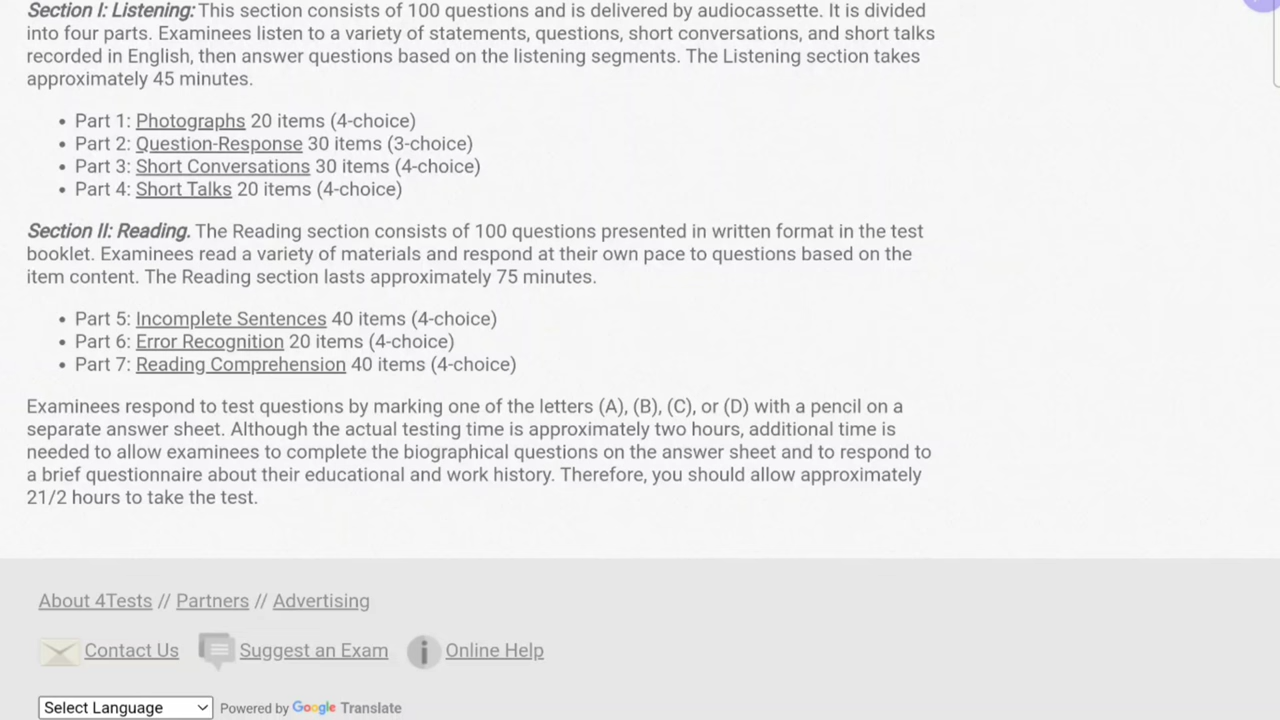 Section I: Listening: This section consists of 100 questions and is delivered by audiocassette. It is divided
into four parts. Examinees listen to a variety of statements, questions, short conversations, and short talks
recorded in English, then answer questions based on the listening segments. The Listening section takes
approximately 45 minutes.
• Part 1: Photographs 20 items (4-choice)
• Part 2: Question-Response 30 items (3-choice)
• Part 3: Short Conversations 30 items (4-choice)
• Part 4: Short Talks 20 items (4-choice)
Section II: Reading. The Reading section consists of 100 questions presented in written format in the test
booklet. Examinees read a variety of materials and respond at their own pace to questions based on the
item content. The Reading section lasts approximately 75 minutes.
• Part 5: Incomplete Sentences 40 items (4-choice)
• Part 6: Error Recognition 20 items (4-choice)
• Part 7: Reading Comprehension 40 items (4-choice)
Examinees respond to test questions by marking one of the letters (A), (B), (C), or (D) with a pencil on a
separate answer sheet. Although the actual testing time is approximately two hours, additional time is
needed to allow examinees to complete the biographical questions on the answer sheet and to respond to
a brief questionnaire about their educational and work history. Therefore, you should allow approximately
21/2 hours to take the test.
About 4Tests // Partners // Advertising
Contact Us Suggest an Exam Online Help
Select Language Powered by Google Translate